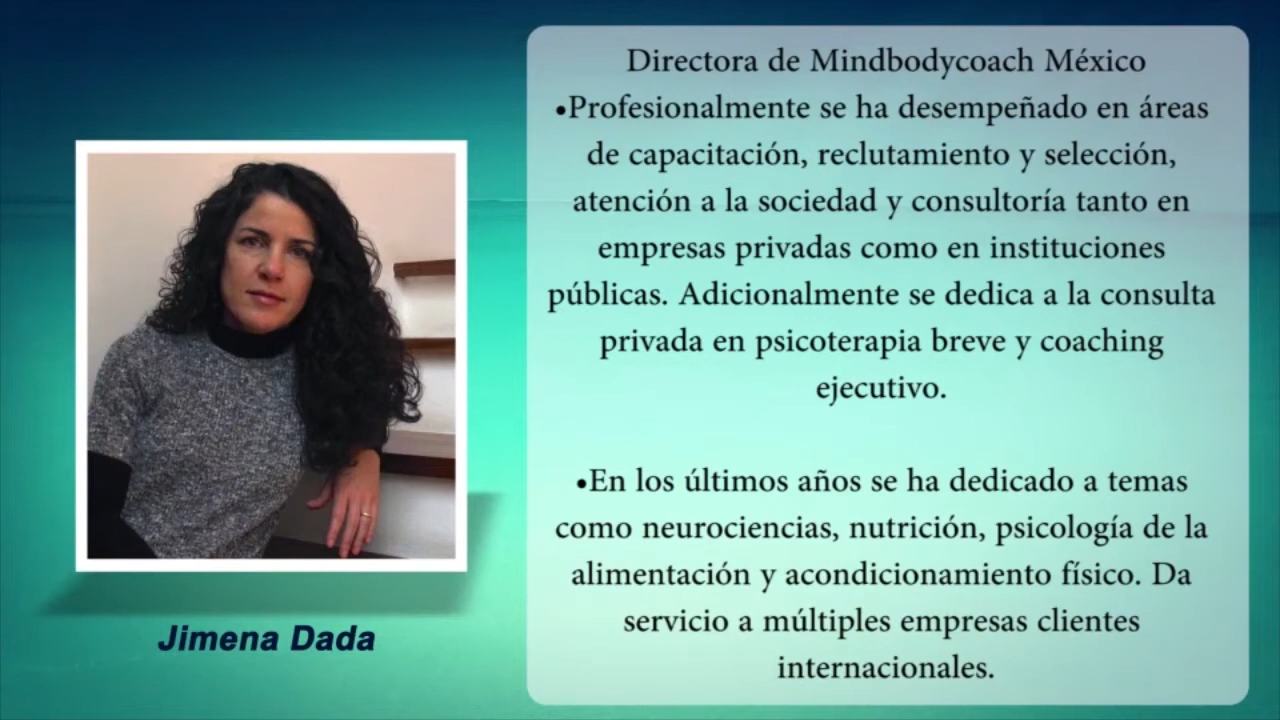 Directora de Mindbodycoach México
•Profesionalmente se ha desempeñado en áreas
de capacitación, reclutamiento y selección,
atención a la sociedad y consultoría tanto en
empresas privadas como en instituciones
públicas. Adicionalmente se dedica a la consulta
privada en psicoterapia breve y coaching
ejecutivo.
•En los últimos años se ha dedicado a temas
como neurociencias, nutrición, psicología de la
alimentación y acondicionamiento físico. Da
servicio a múltiples empresas clientes
internacionales.
Jimena Dada